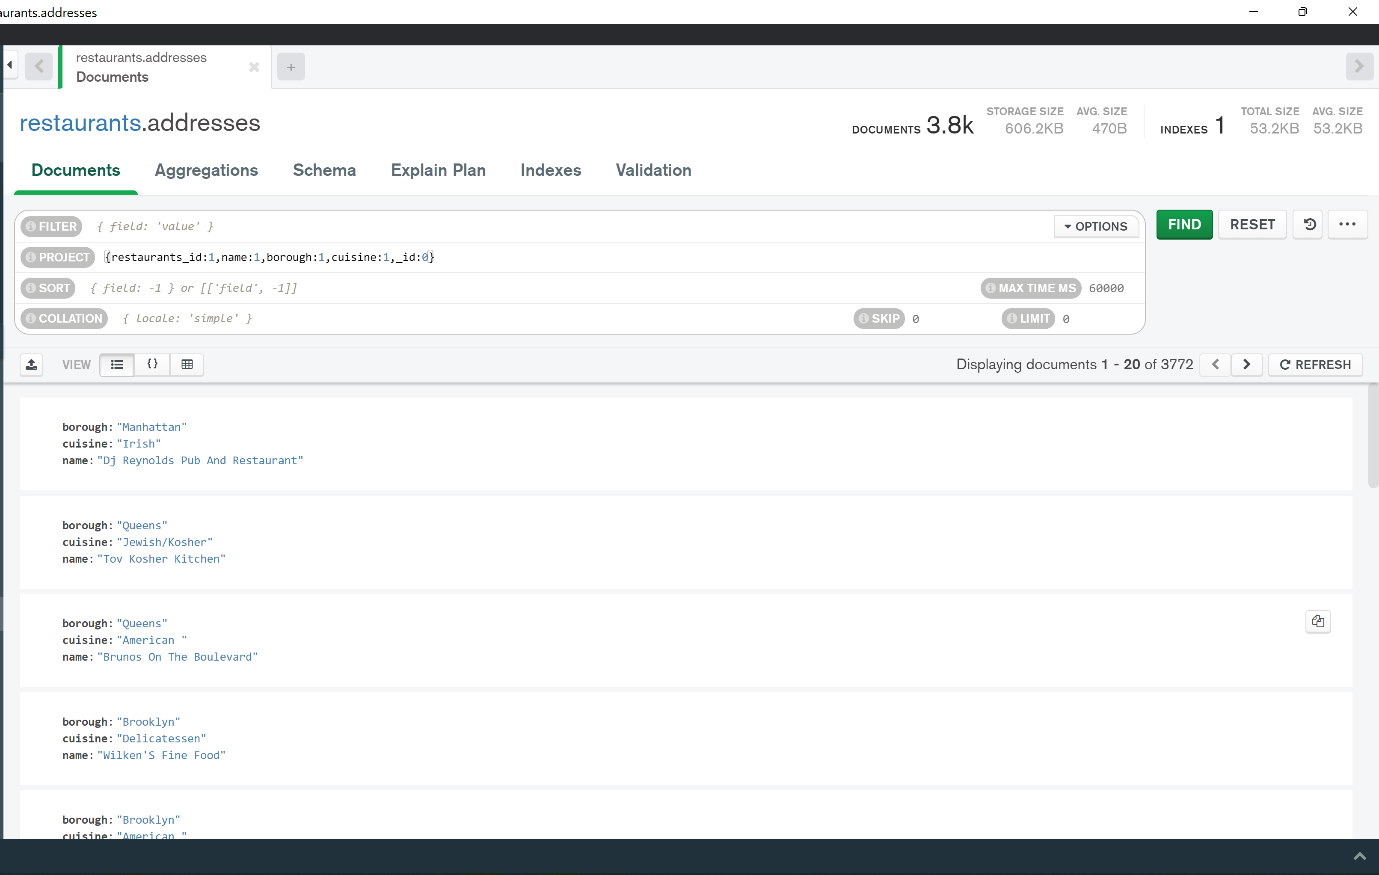 urants.addresses
restaurants.addresses
Documents
restaurants.addresses
DOCUMENTS 3.8k
STORAGE SIZE AVG. SIZE
606.2KB 470B
INDEXES 1
TOTAL SIZE AVG. SIZE
53.2KB 53.2KB
Documents Aggregations Schema Explain Plan Indexes Validation
FILTER { field: 'value' } OPTIONS FIND RESET
PROJECT {restaurants_id:1,name:1,borough:1,cuisine:1,_id:0}
SORT { field: -1 } or [['field', -1]] MAX TIME MS 60000
COLLATION { locale: 'simple' } SKIP 0 LIMIT 0
VIEW {} Displaying documents 1 - 20 of 3772 REFRESH
borough: "Manhattan"
cuisine: "Irish"
name: "Dj Reynolds Pub And Restaurant"
borough: "Queens"
cuisine: "Jewish/Kosher"
name: "Tov Kosher Kitchen"
borough: "Queens"
cuisine: "American "
name: "Brunos On The Boulevard"
borough: "Brooklyn"
cuisine: "Delicatessen"
name: "Wilken'S Fine Food"
borough: "Brooklyn"
cuisine: "American "